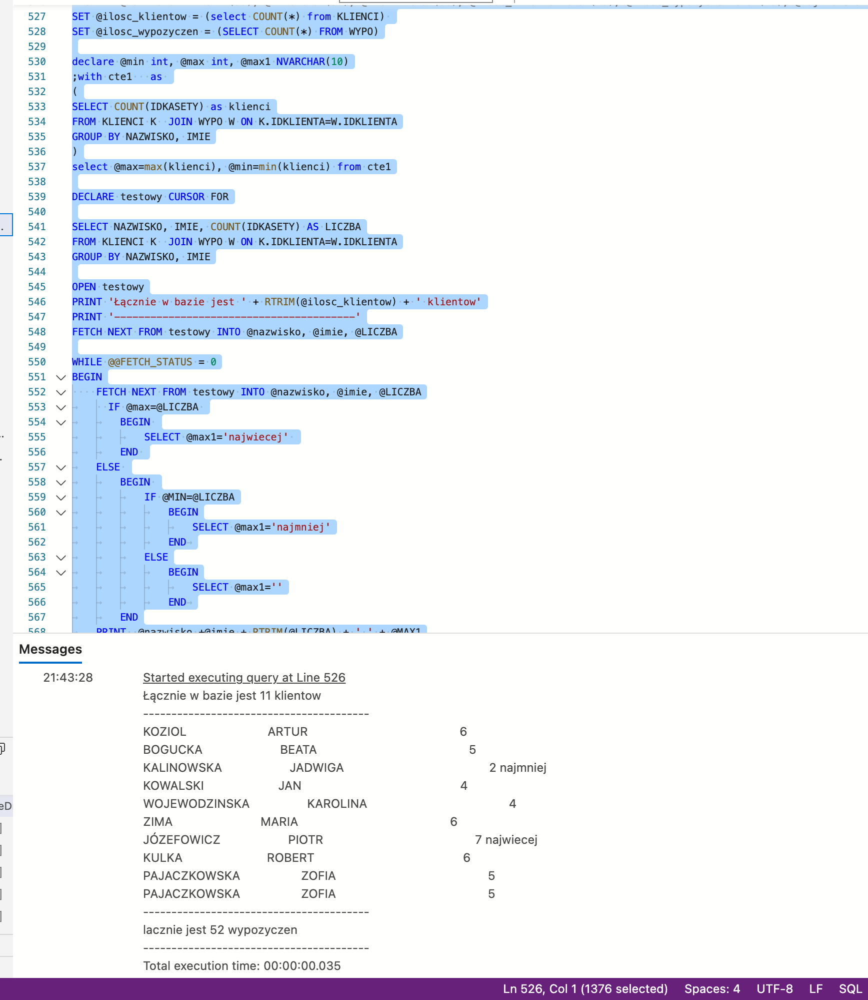 527 SET @ilosc_klientow = (select COUNT(*) from KLIENCI)
528 SET @ilosc_wypozyczen = (SELECT COUNT(*) FROM WYPO)
529
530 declare @min int, @max int, @max1 NVARCHAR(10)
531 ;with cte1   as
532 (
533 SELECT COUNT(IDKASETY) as klienci
534 FROM KLIENCI K  JOIN WYPO W ON K.IDKLIENTA=W.IDKLIENTA
535 GROUP BY NAZWISKO, IMIE
536 )
537 select @max=max(klienci), @min=min(klienci) from cte1
538
539 DECLARE testowy CURSOR FOR
540
541 SELECT NAZWISKO, IMIE, COUNT(IDKASETY) AS LICZBA
542 FROM KLIENCI K  JOIN WYPO W ON K.IDKLIENTA=W.IDKLIENTA
543 GROUP BY NAZWISKO, IMIE
544
545 OPEN testowy
546 PRINT 'Łącznie w bazie jest ' + RTRIM(@ilosc_klientow) + ' klientow'
547 PRINT '----------------------------------------'
548 FETCH NEXT FROM testowy INTO @nazwisko, @imie, @LICZBA
549
550 WHILE @@FETCH_STATUS = 0
551 BEGIN
552 FETCH NEXT FROM testowy INTO @nazwisko, @imie, @LICZBA
553 IF @max=@LICZBA
554 BEGIN
555 SELECT @max1='najwiecej'
556 END
557 ELSE
558 BEGIN
559 IF @MIN=@LICZBA
560 BEGIN
561 SELECT @max1='najmniej'
562 END
563 ELSE
564 BEGIN
565 SELECT @max1=''
566 END
567 END
568 PRINT  @nazwisko +@imie + RTRIM(@LICZBA) + ' ' + @MAX1
Messages
21:43:28 Started executing query at Line 526
Łącznie w bazie jest 11 klientow
----------------------------------------
KOZIOL ARTUR 6
BOGUCKA BEATA 5
KALINOWSKA JADWIGA 2 najmniej
KOWALSKI JAN 4
WOJEWODZINSKA KAROLINA 4
ZIMA MARIA 6
JÓZEFOWICZ PIOTR 7 najwiecej
KULKA ROBERT 6
PAJACZKOWSKA ZOFIA 5
PAJACZKOWSKA ZOFIA 5
----------------------------------------
lacznie jest 52 wypozyczen
----------------------------------------
Total execution time: 00:00:00.035
Ln 526, Col 1 (1376 selected) Spaces: 4 UTF-8 LF SQL